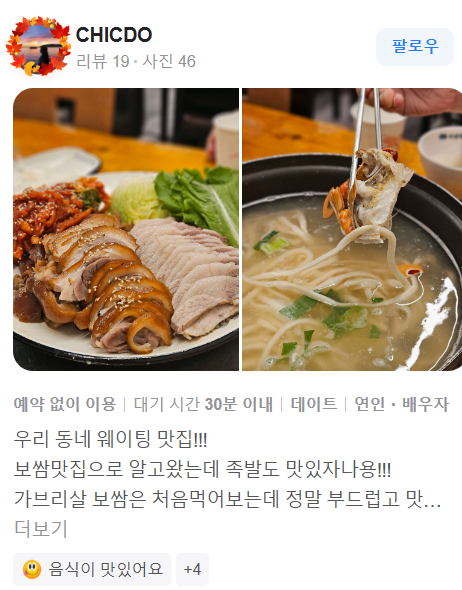 CHICDO
리뷰 19 · 사진 46
팔로우
예약 없이 이용 | 대기 시간 30분 이내 | 데이트 | 연인・배우자
우리 동네 웨이팅 맛집!!!
보쌈맛집으로 알고왔는데 족발도 맛있자나용!!!
가브리살 보쌈은 처음먹어보는데 정말 부드럽고 맛...
더보기
음식이 맛있어요
+4